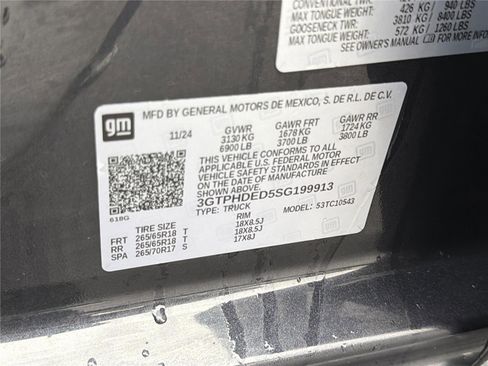 CONVENTIONAL TWR:
426 KG / 940 LBS
MAX TONGUE WEIGHT:
3810 KG / 8400 LBS
GOOSENECK TWR:
572 KG / 1260 LBS
MAX TONGUE WEIGHT:
SEE OWNER'S MANUAL FOR
gm
MFD BY GENERAL MOTORS DE MEXICO, S. DE R.L. DE C.V.
11/24 GVWR GAWR FRT GAWR RR
3130 KG 1678 KG 1724 KG
6900 LB 3700 LB 3800 LB
THIS VEHICLE CONFORMS TO ALL
APPLICABLE U.S. FEDERAL MOTOR
VEHICLE SAFETY STANDARDS IN EFFECT
ON THE DATE OF MANUFACTURE
SHOWN ABOVE.
3GTPHDED5SG199913
TYPE: TRUCK MODEL: 53TC10543
618G
TIRE SIZE RIM
FRT 265/65R18 T 18X8.5J
RR 265/65R18 T 18X8.5J
SPA 265/70R17 S 17X8J